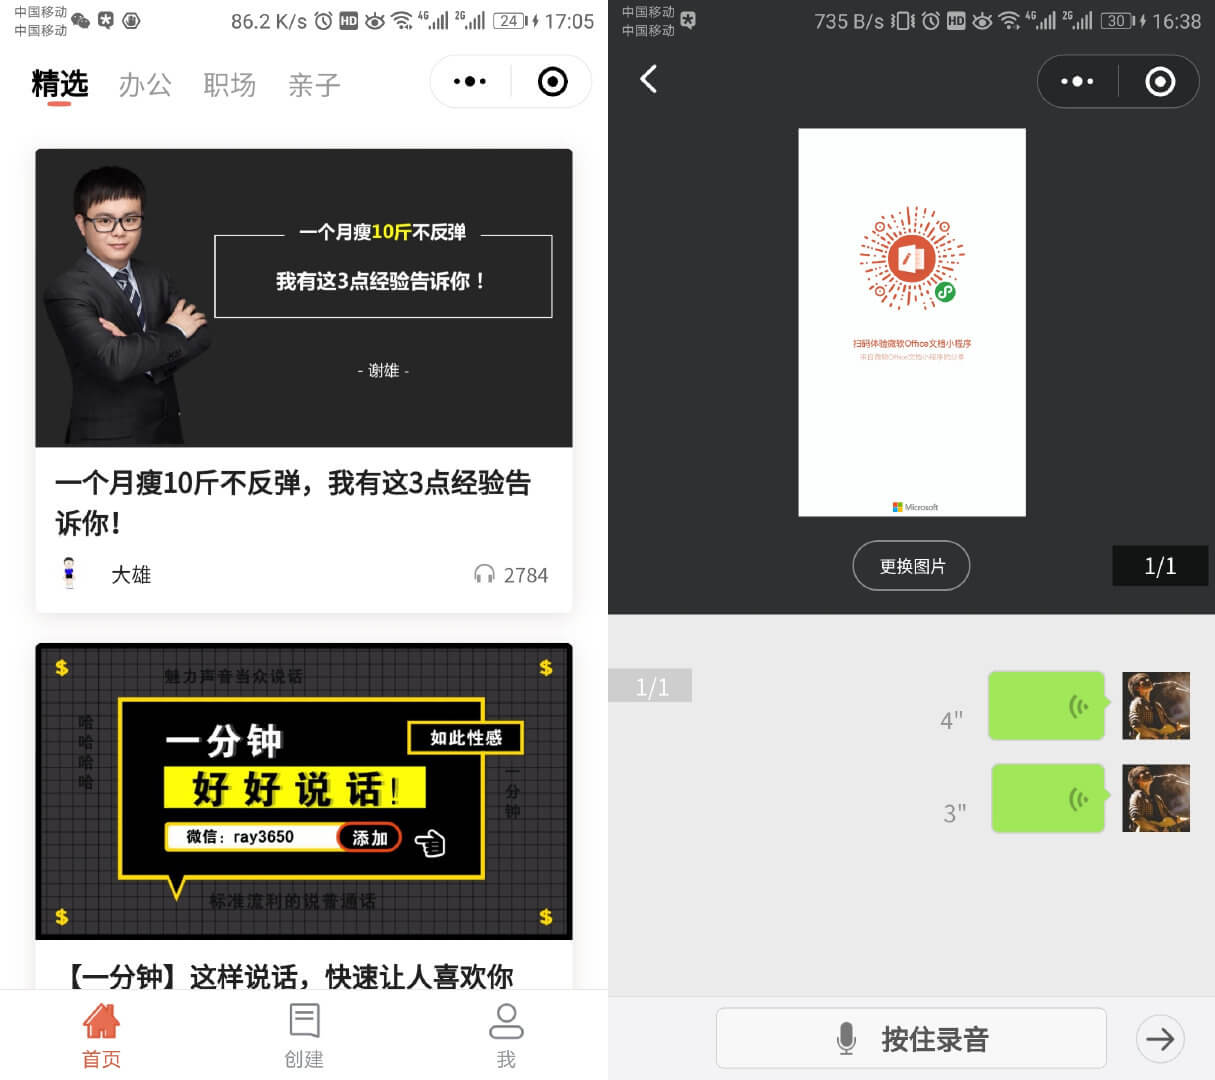 中国移动
中国移动
86.2 K/s
HD
4G
2G
24
17:05
精选
办公
职场
亲子
一个月瘦10斤不反弹
我有这3点经验告诉你！
- 谢雄 -
一个月瘦10斤不反弹，我有这3点经验告
诉你！
大雄
2784
$
$
魅力声音当众说话
哈哈哈哈
一分钟
如此性感
好好说话！
一分钟
微信：ray3650
添加
标准流利的说普通话
$
$
【一分钟】这样说话，快速让人喜欢你
首页
创建
我
中国移动
中国移动
735 B/s
HD
4G
2G
30
16:38
扫码体验微软Office文档小程序
来自微软Office文档小程序的分享
Microsoft
更换图片
1/1
1/1
4"
3"
按住录音